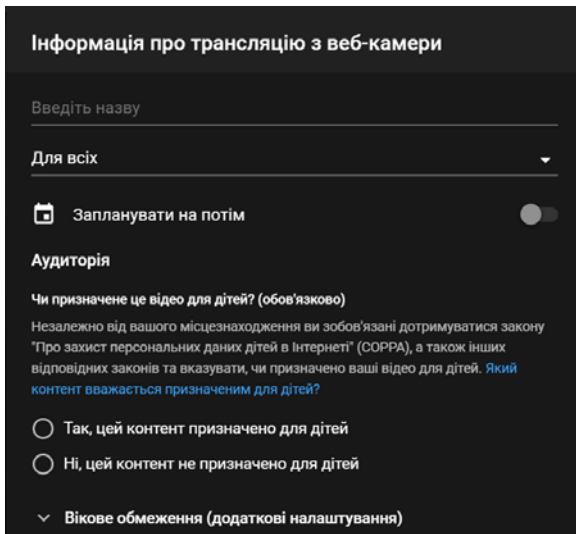 Інформація про трансляцію з веб-камери
Введіть назву
Для всіх
Запланувати на потім
Аудиторія
Чи призначене це відео для дітей? (обов'язково)
Незалежно від вашого місцезнаходження ви зобов'язані дотримуватися закону
"Про захист персональних даних дітей в Інтернеті" (COPPA), а також інших
відповідних законів та вказувати, чи призначено ваші відео для дітей. Який
контент вважається призначеним для дітей?
Так, цей контент призначено для дітей
Ні, цей контент не призначено для дітей
Вікове обмеження (додаткові налаштування)